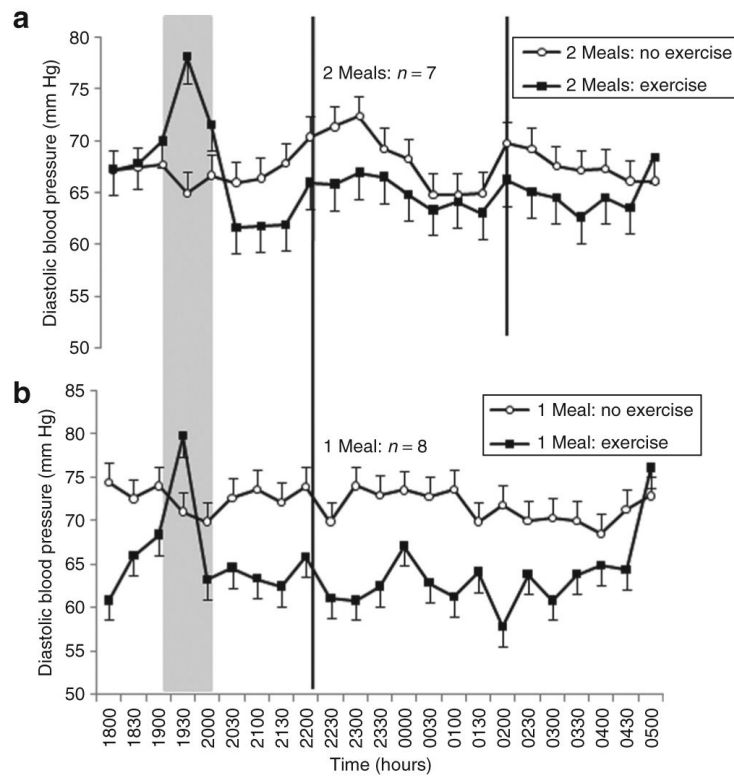 a
Diastolic blood pressure (mm Hg)
80
75
70
65
60
55
50
2 Meals: n = 7
2 Meals: no exercise
2 Meals: exercise
b
Diastolic blood pressure (mm Hg)
85
80
75
70
65
60
55
50
1 Meal: n = 8
1 Meal: no exercise
1 Meal: exercise
1800 1830 1900 1930 2000 2030 2100 2130 2200 2230 2300 2330 0000 0030 0100 0130 0200 0230 0300 0330 0400 0430 0500
Time (hours)